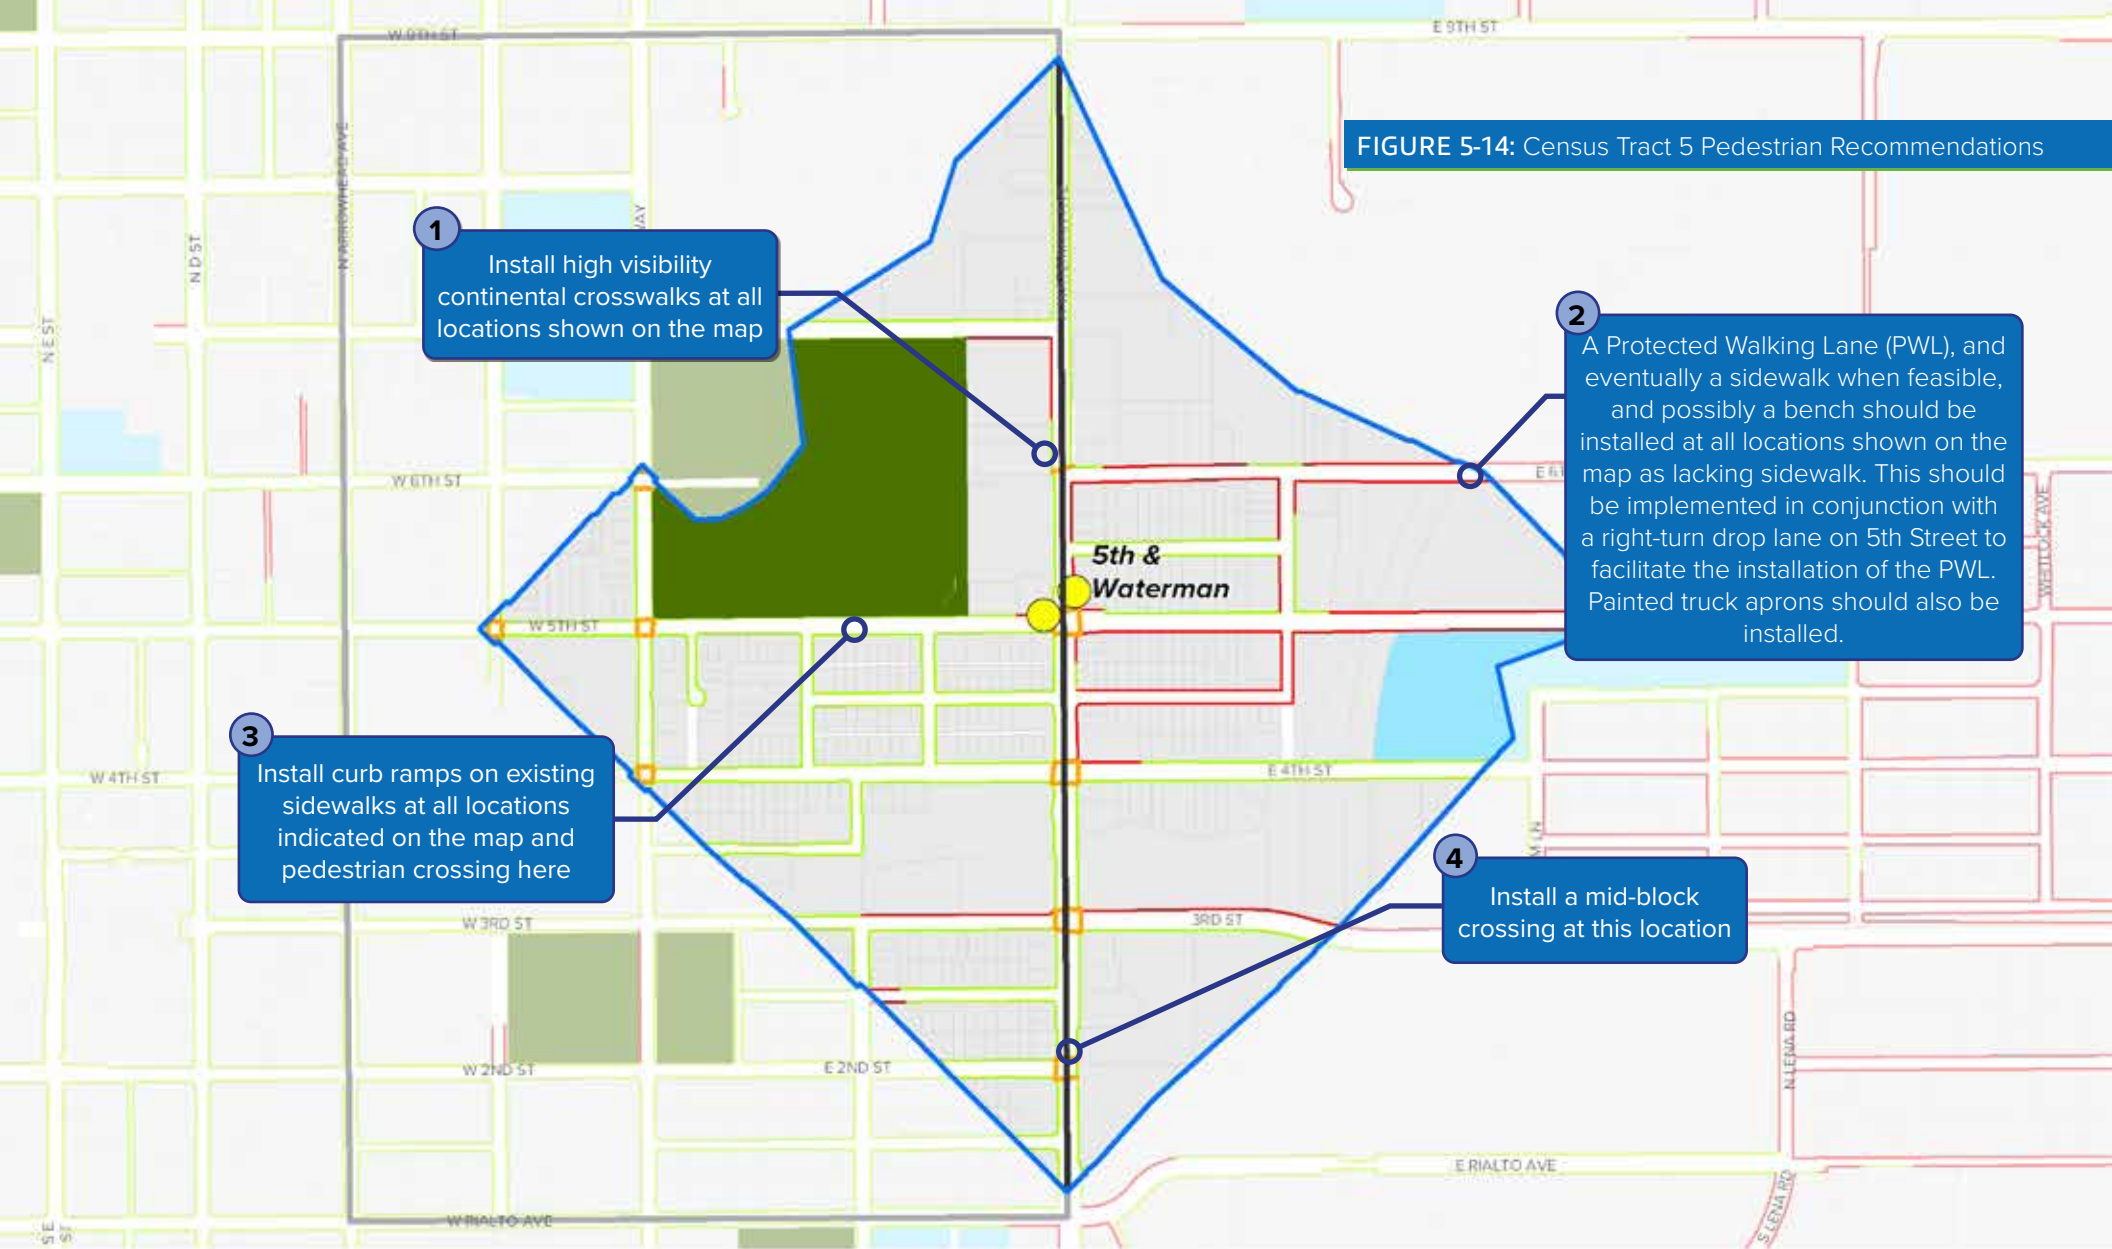 W 9TH ST
E 9TH ST
FIGURE 5-14: Census Tract 5 Pedestrian Recommendations
N ARROWHEAD AVE
N D ST
N E ST
WAY
1
Install high visibility
continental crosswalks at all
locations shown on the map
2
A Protected Walking Lane (PWL), and
eventually a sidewalk when feasible,
and possibly a bench should be
installed at all locations shown on the
map as lacking sidewalk. This should
be implemented in conjunction with
a right-turn drop lane on 5th Street to
facilitate the installation of the PWL.
Painted truck aprons should also be
installed.
W 6TH ST
E 6
WHITLOCK AVE
5th &
Waterman
W 5TH ST
3
Install curb ramps on existing
sidewalks at all locations
indicated on the map and
pedestrian crossing here
W 4TH ST
E 4TH ST
M LN
4
Install a mid-block
crossing at this location
W 3RD ST
3RD ST
W 2ND ST
E 2ND ST
N LENA RD
E RIALTO AVE
S LENA RD
W RIALTO AVE
S E
ST